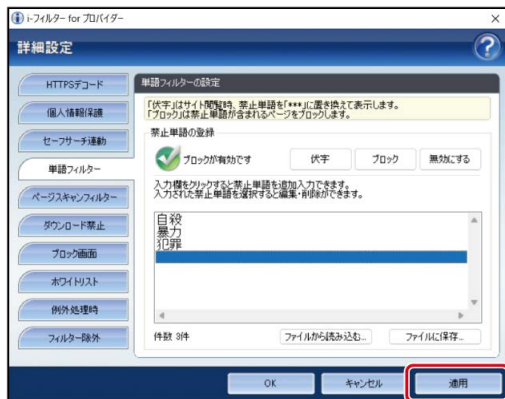 i-フィルター for プロバイダー
詳細設定
HTTPSデコード
個人情報保護
セーフサーチ連動
単語フィルター
ページスキャンフィルター
ダウンロード禁止
ブロック画面
ホワイトリスト
例外処理時
フィルター除外
単語フィルターの設定
「伏字」はサイト閲覧時、禁止単語を「***」に置き換えて表示します。
「ブロック」は禁止単語が含まれるページをブロックします。
禁止単語の登録
ブロックが有効です
伏字
ブロック
無効にする
入力欄をクリックすると禁止単語を追加入力できます。
入力された禁止単語を選択すると編集・削除ができます。
自殺
暴力
犯罪
件数 3件
ファイルから読み込む...
ファイルに保存...
OK
キャンセル
適用